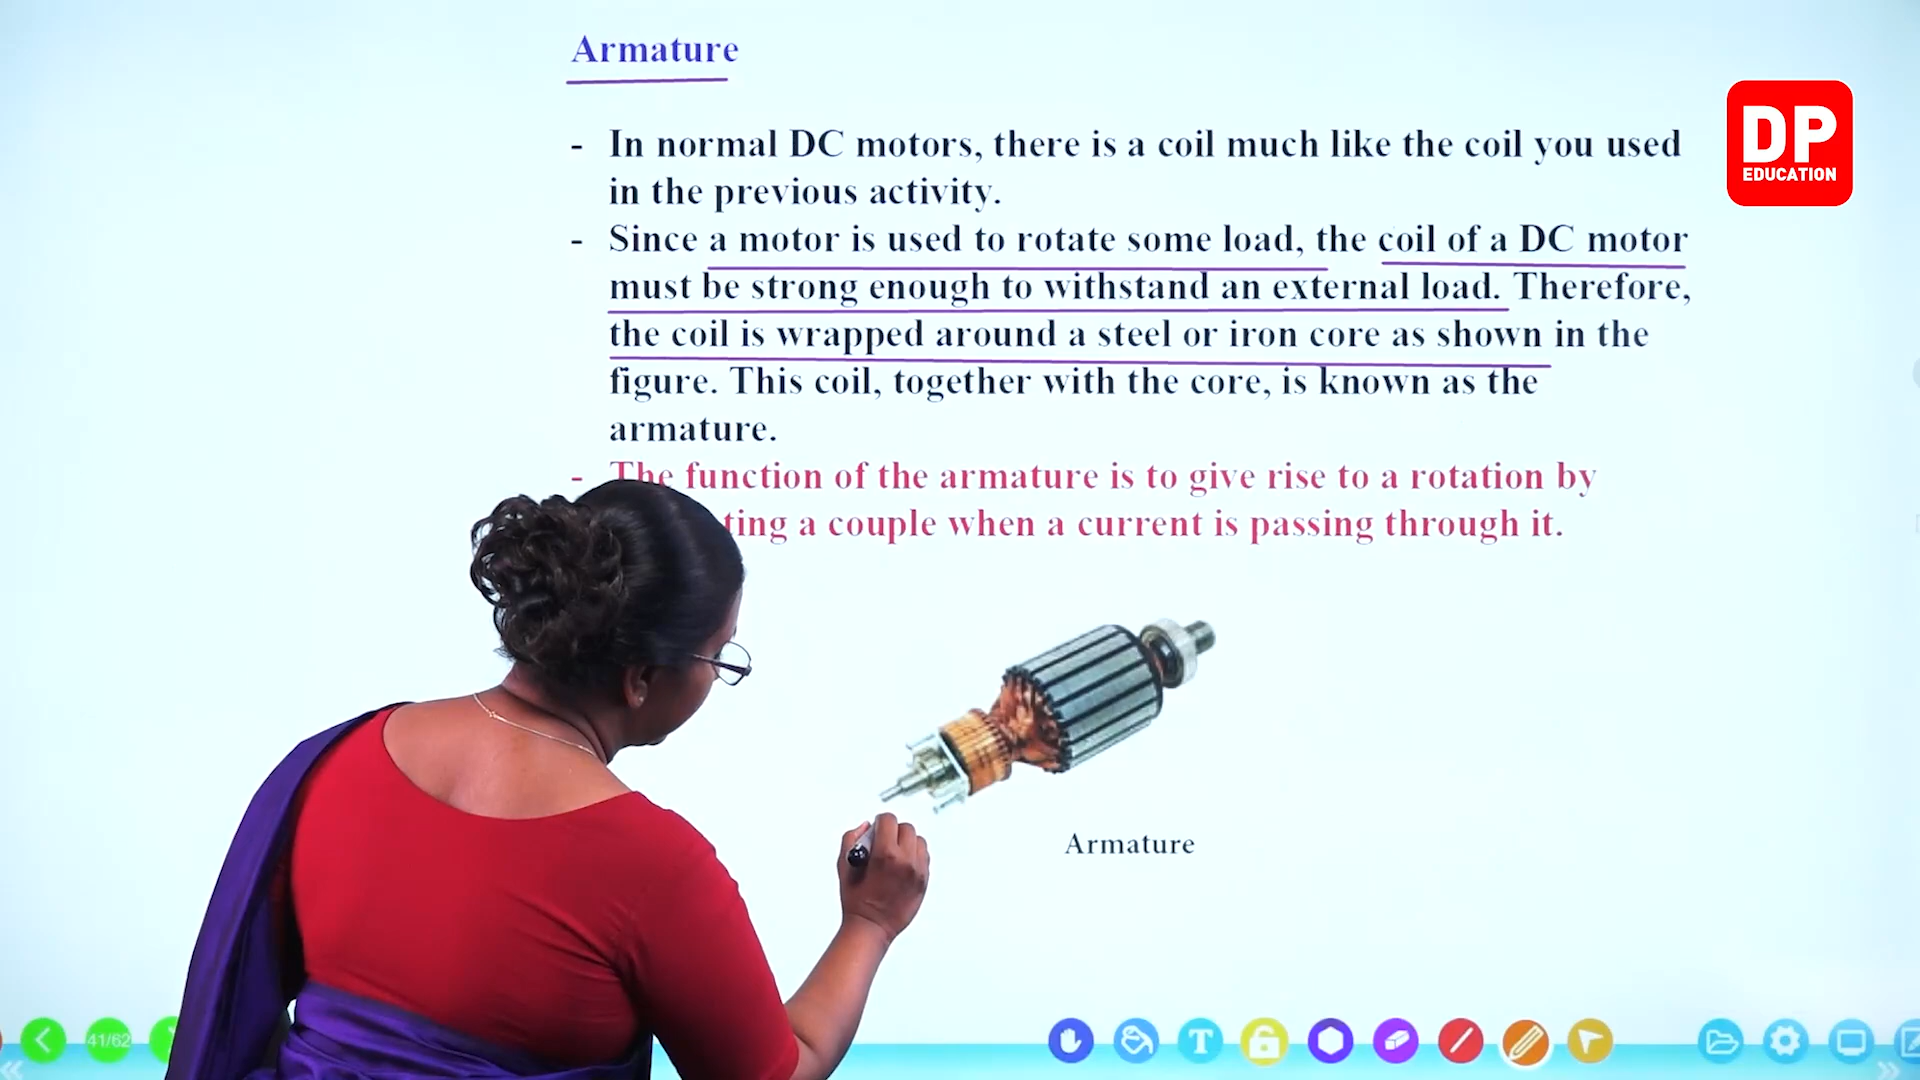 Armature
DP
EDUCATION
- In normal DC motors, there is a coil much like the coil you used
in the previous activity.
- Since a motor is used to rotate some load, the coil of a DC motor
must be strong enough to withstand an external load. Therefore,
the coil is wrapped around a steel or iron core as shown in the
figure. This coil, together with the core, is known as the
armature.
- The function of the armature is to give rise to a rotation by
ting a couple when a current is passing through it.
Armature
41/62
T